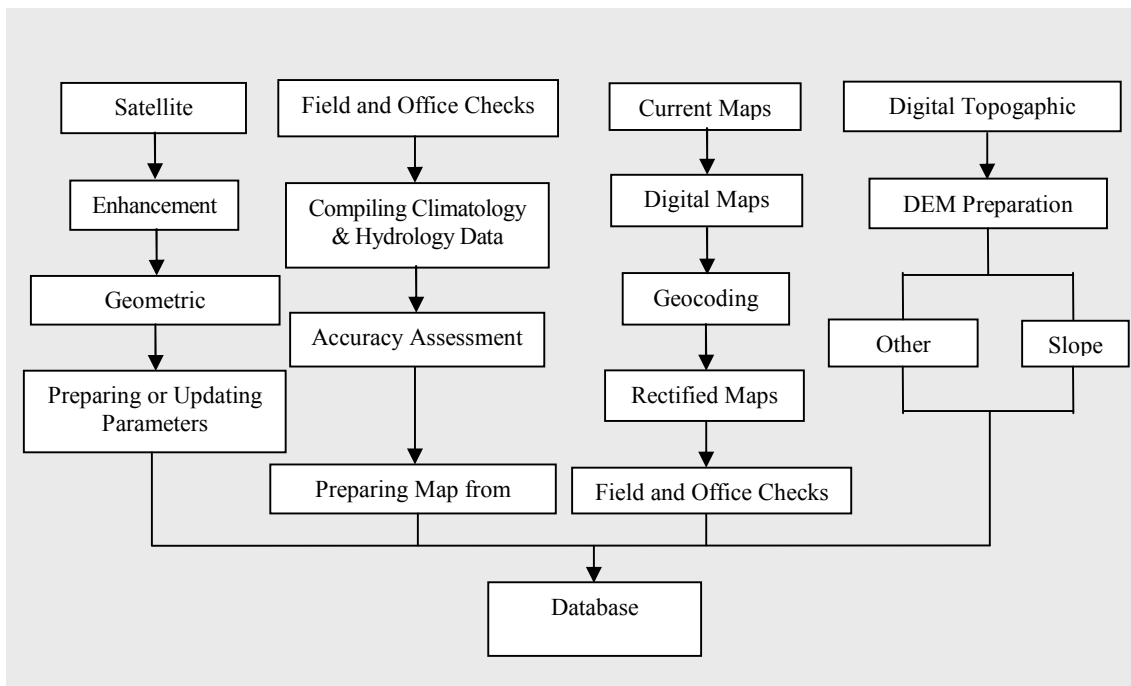 Satellite
Enhancement
Geometric
Preparing or Updating
Parameters
Field and Office Checks
Compiling Climatology
& Hydrology Data
Accuracy Assessment
Preparing Map from
Current Maps
Digital Maps
Geocoding
Rectified Maps
Field and Office Checks
Digital Topogaphic
DEM Preparation
Other
Slope
Database